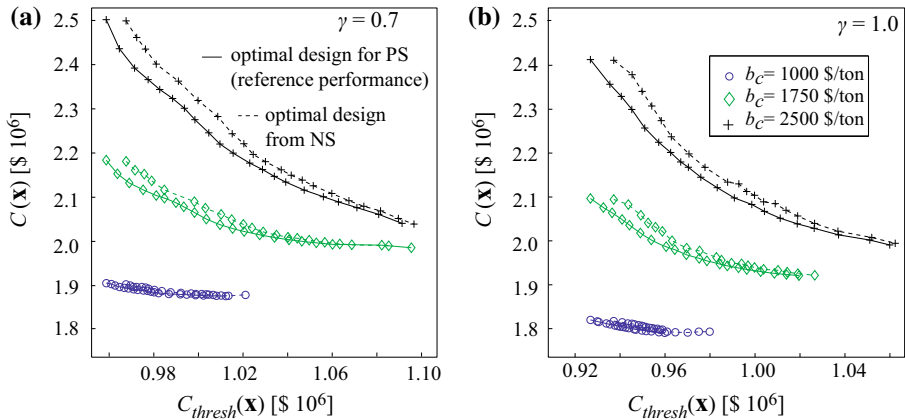 (a)
γ = 0.7
2.5
2.4
2.3
2.2
2.1
2.0
1.9
1.8
C (x) [$ 10⁶]
optimal design for PS
(reference performance)
optimal design
from NS
0.98
1.02
1.06
1.10
C_thresh(x) [$ 10⁶]
(b)
γ = 1.0
2.5
2.4
2.3
2.2
2.1
2.0
1.9
1.8
C (x) [$ 10⁶]
b_c= 1000 $/ton
b_c= 1750 $/ton
b_c= 2500 $/ton
0.92
0.96
1.00
1.04
C_thresh(x) [$ 10⁶]